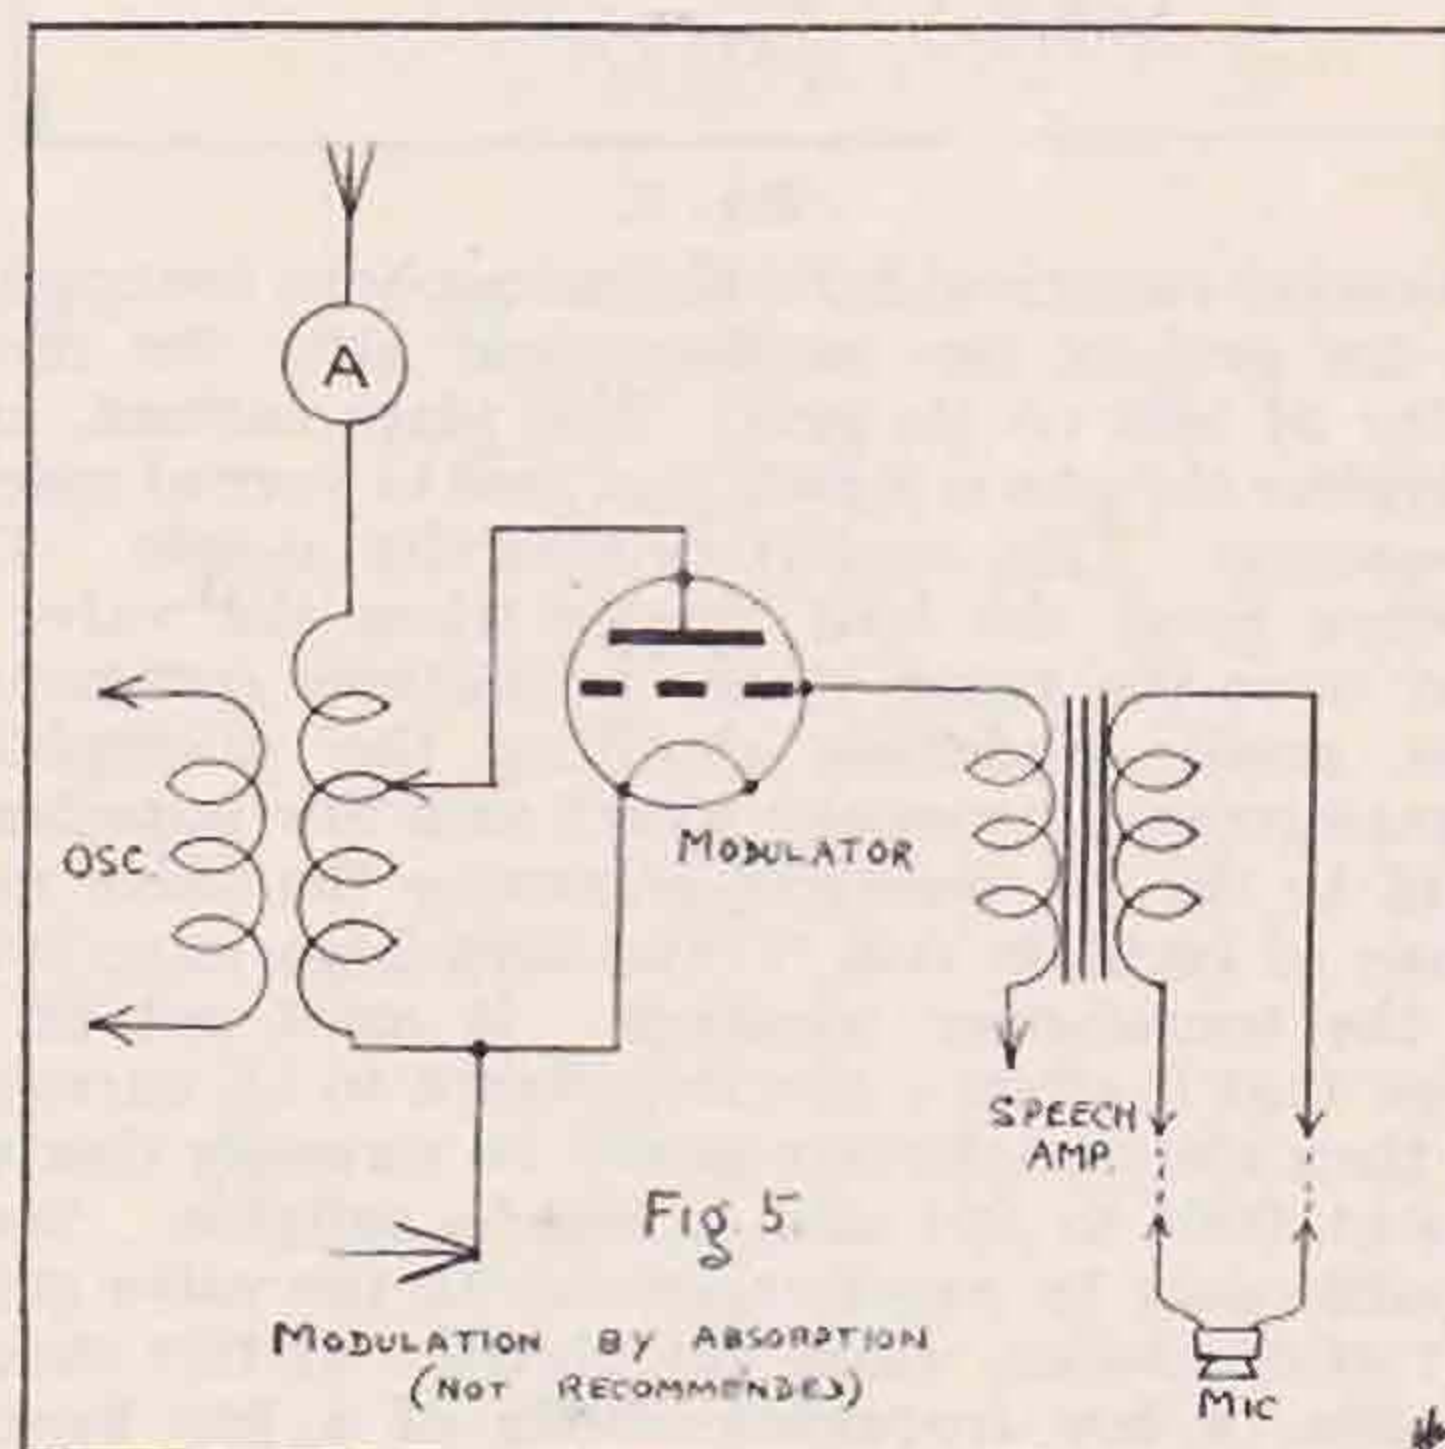 A
OSC.
MODULATOR
SPEECH
AMP.
Fig. 5.
MODULATION BY ABSORPTION
(NOT RECOMMENDED)
MIC